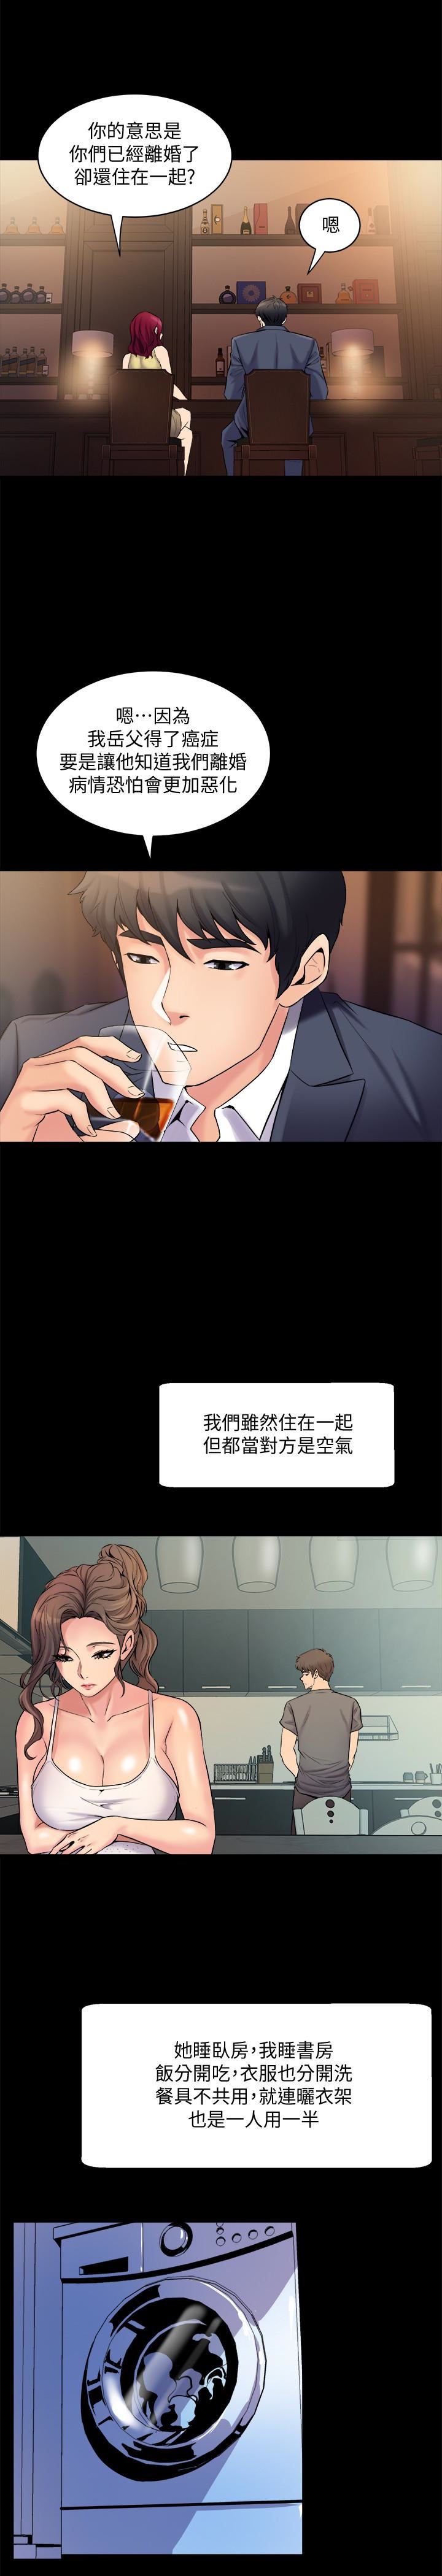 你的意思是
你們已經離婚了
卻還住在一起?
嗯
嗯⋯因為
我岳父得了癌症
要是讓他知道我們離婚
病情恐怕會更加惡化
我們雖然住在一起
但都當對方是空氣
她睡臥房,我睡書房
飯分開吃,衣服也分開洗
餐具不共用,就連曬衣架
也是一人用一半